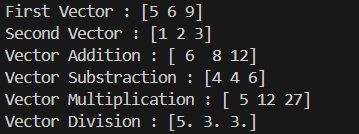 First Vector : [5 6 9]
Second Vector : [1 2 3]
Vector Addition : [ 6  8 12]
Vector Substraction : [4 4 6]
Vector Multiplication : [ 5 12 27]
Vector Division : [5. 3. 3.]